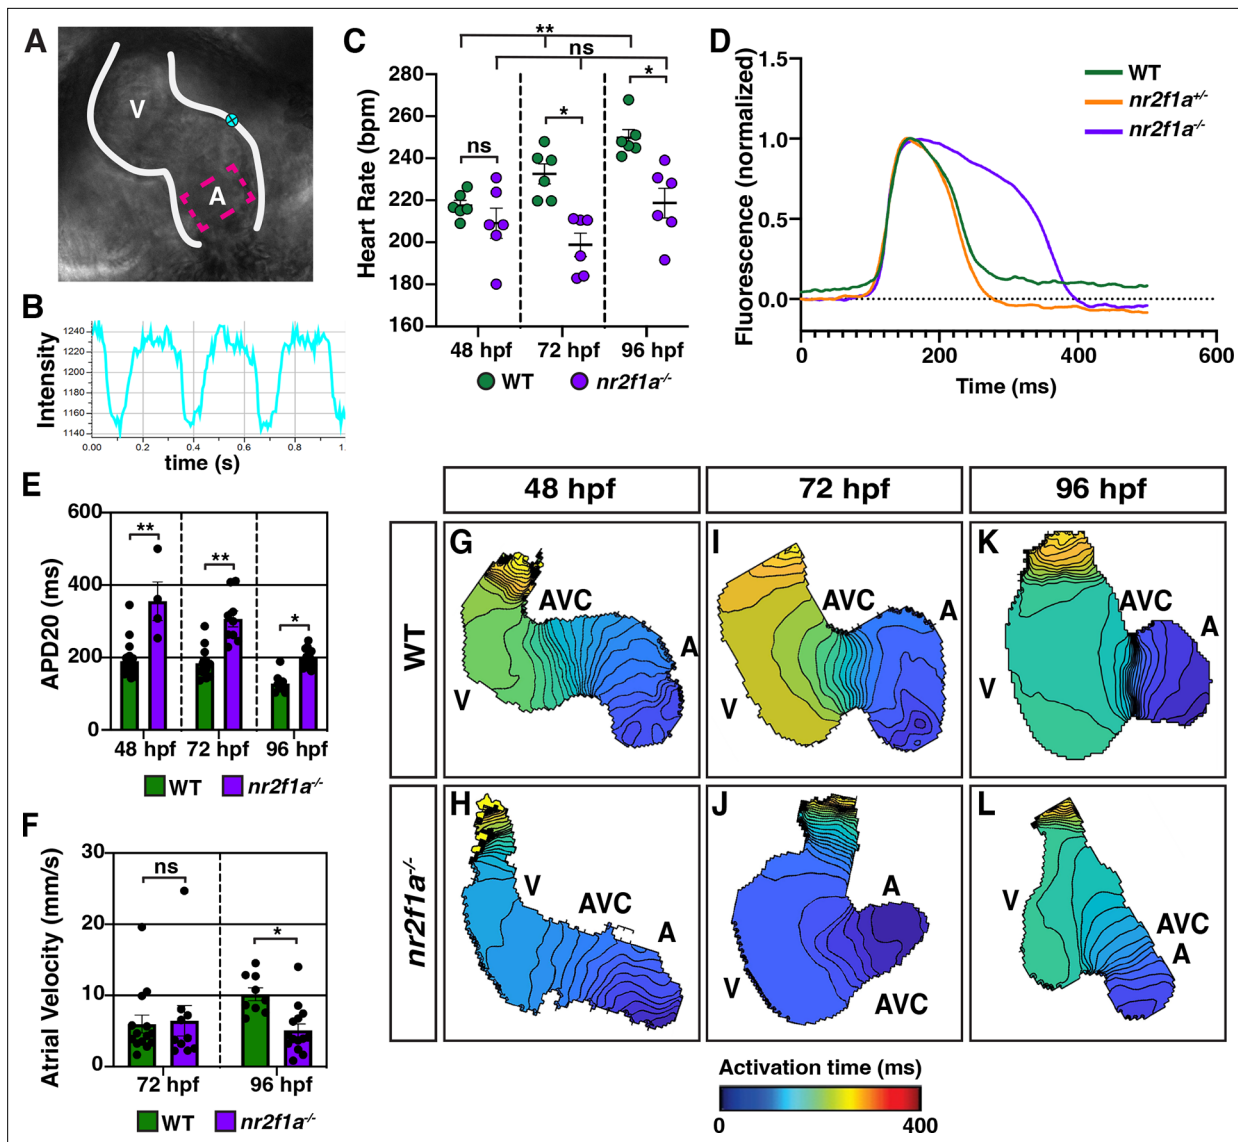 A
V
A
B
Intensity
1240
1220
1200
1180
1160
1140
0.00
0.2
0.4
0.6
0.8
1.
time (s)
C
**
ns
*
*
ns
Heart Rate (bpm)
280
260
240
220
200
180
160
48 hpf
72 hpf
96 hpf
WT
nr2f1a-/-
D
Fluorescence (normalized)
1.5
1.0
0.5
0.0
0
200
400
600
Time (ms)
WT
nr2f1a+/-
nr2f1a-/-
E
APD20 (ms)
600
400
200
0
**
**
*
48 hpf
72 hpf
96 hpf
WT
nr2f1a-/-
F
Atrial Velocity (mm/s)
30
20
10
0
ns
*
72 hpf
96 hpf
WT
nr2f1a-/-
48 hpf
72 hpf
96 hpf
WT
G
AVC
A
V
I
AVC
A
V
K
AVC
A
V
nr2f1a-/-
H
V
AVC
A
J
A
V
AVC
L
V
AVC
A
Activation time (ms)
0
400